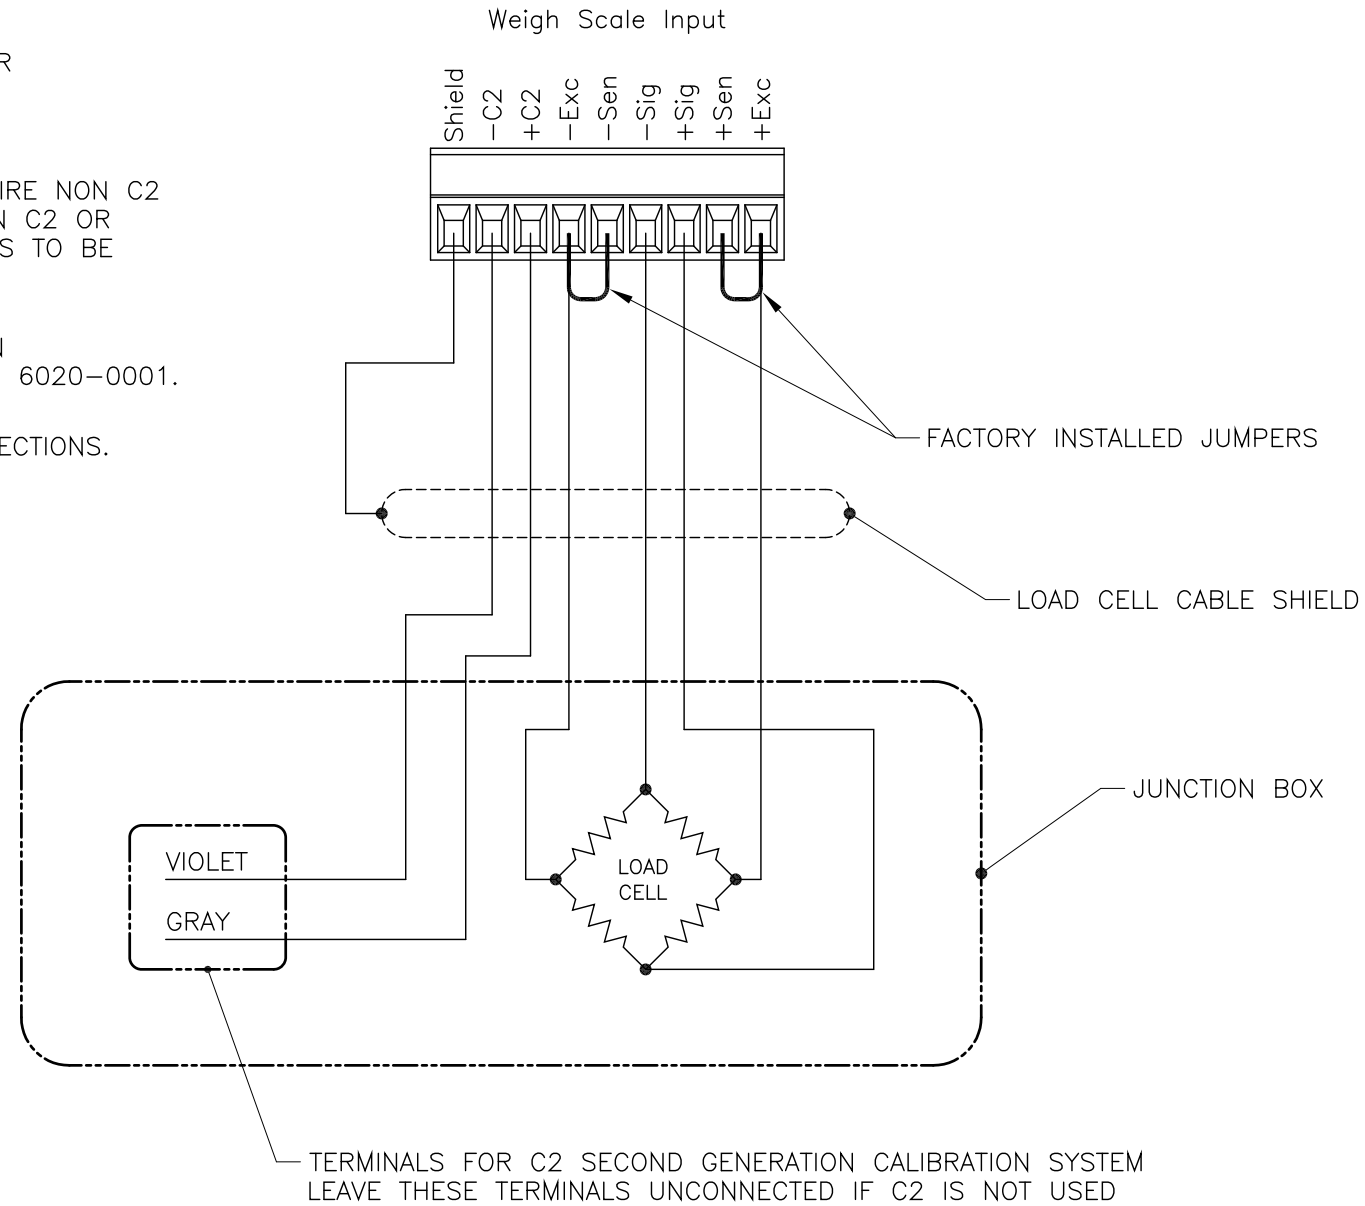 Weigh Scale Input
R
Shield
-C2
+C2
-Exc
-Sen
-Sig
+Sig
+Sen
+Exc
IRE NON C2
N C2 OR
S TO BE
N
6020-0001.
ECTIONS.
FACTORY INSTALLED JUMPERS
LOAD CELL CABLE SHIELD
JUNCTION BOX
VIOLET
GRAY
LOAD
CELL
TERMINALS FOR C2 SECOND GENERATION CALIBRATION SYSTEM
LEAVE THESE TERMINALS UNCONNECTED IF C2 IS NOT USED